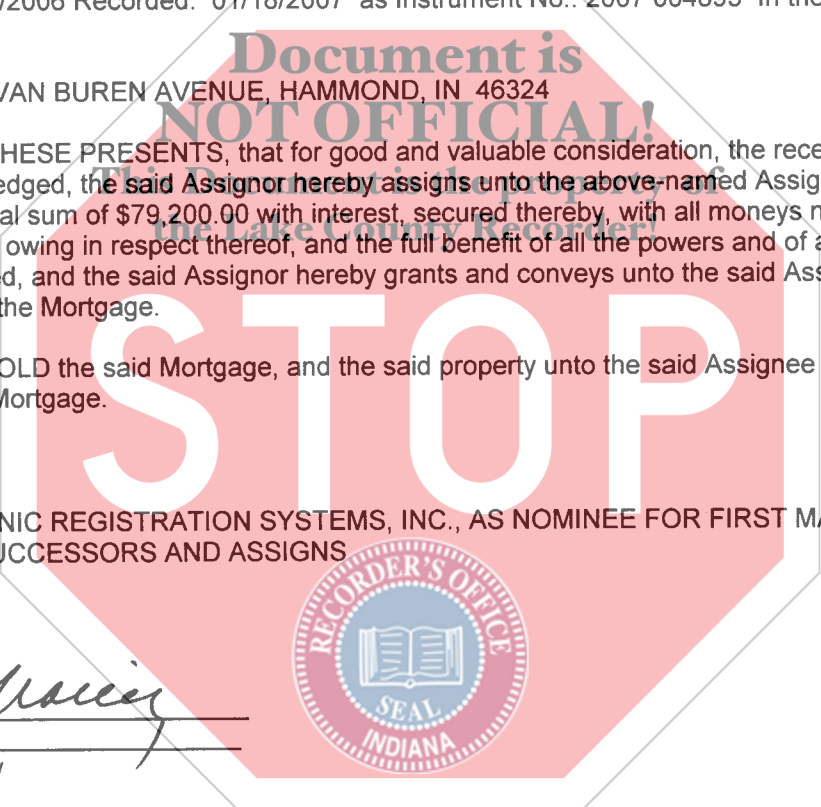 /2006 Recorded: 01/18/2007 as Instrument No.: 2007 004895 In the
Document is
VAN BUREN AVENUE, HAMMOND, IN 46324
NOT OFFICIAL!
HESE PRESENTS, that for good and valuable consideration, the rece
edged, the said Assignor hereby assigns unto the above-named Assig
This Document is the property of
al sum of $79,200.00 with interest, secured thereby, with all moneys n
the Lake County Recorder!
owing in respect thereof, and the full benefit of all the powers and of a
d, and the said Assignor hereby grants and conveys unto the said Ass
the Mortgage.
STOP
OLD the said Mortgage, and the said property unto the said Assignee
Mortgage.
NIC REGISTRATION SYSTEMS, INC., AS NOMINEE FOR FIRST MA
UCCESSORS AND ASSIGNS
RECORDER'S OFFICE
SEAL
INDIANA